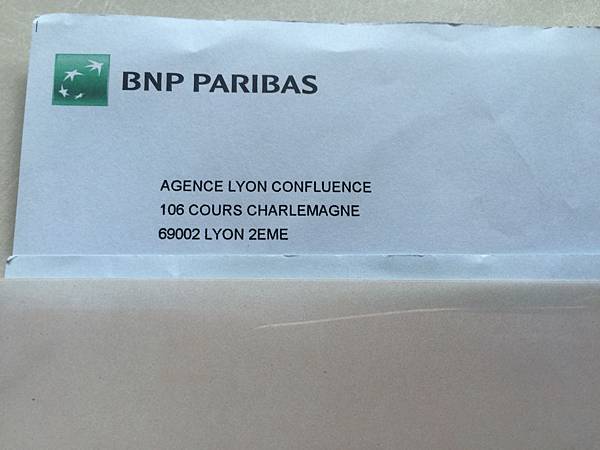 BNP PARIBAS
AGENCE LYON CONFLUENCE
106 COURS CHARLEMAGNE
69002 LYON 2EME